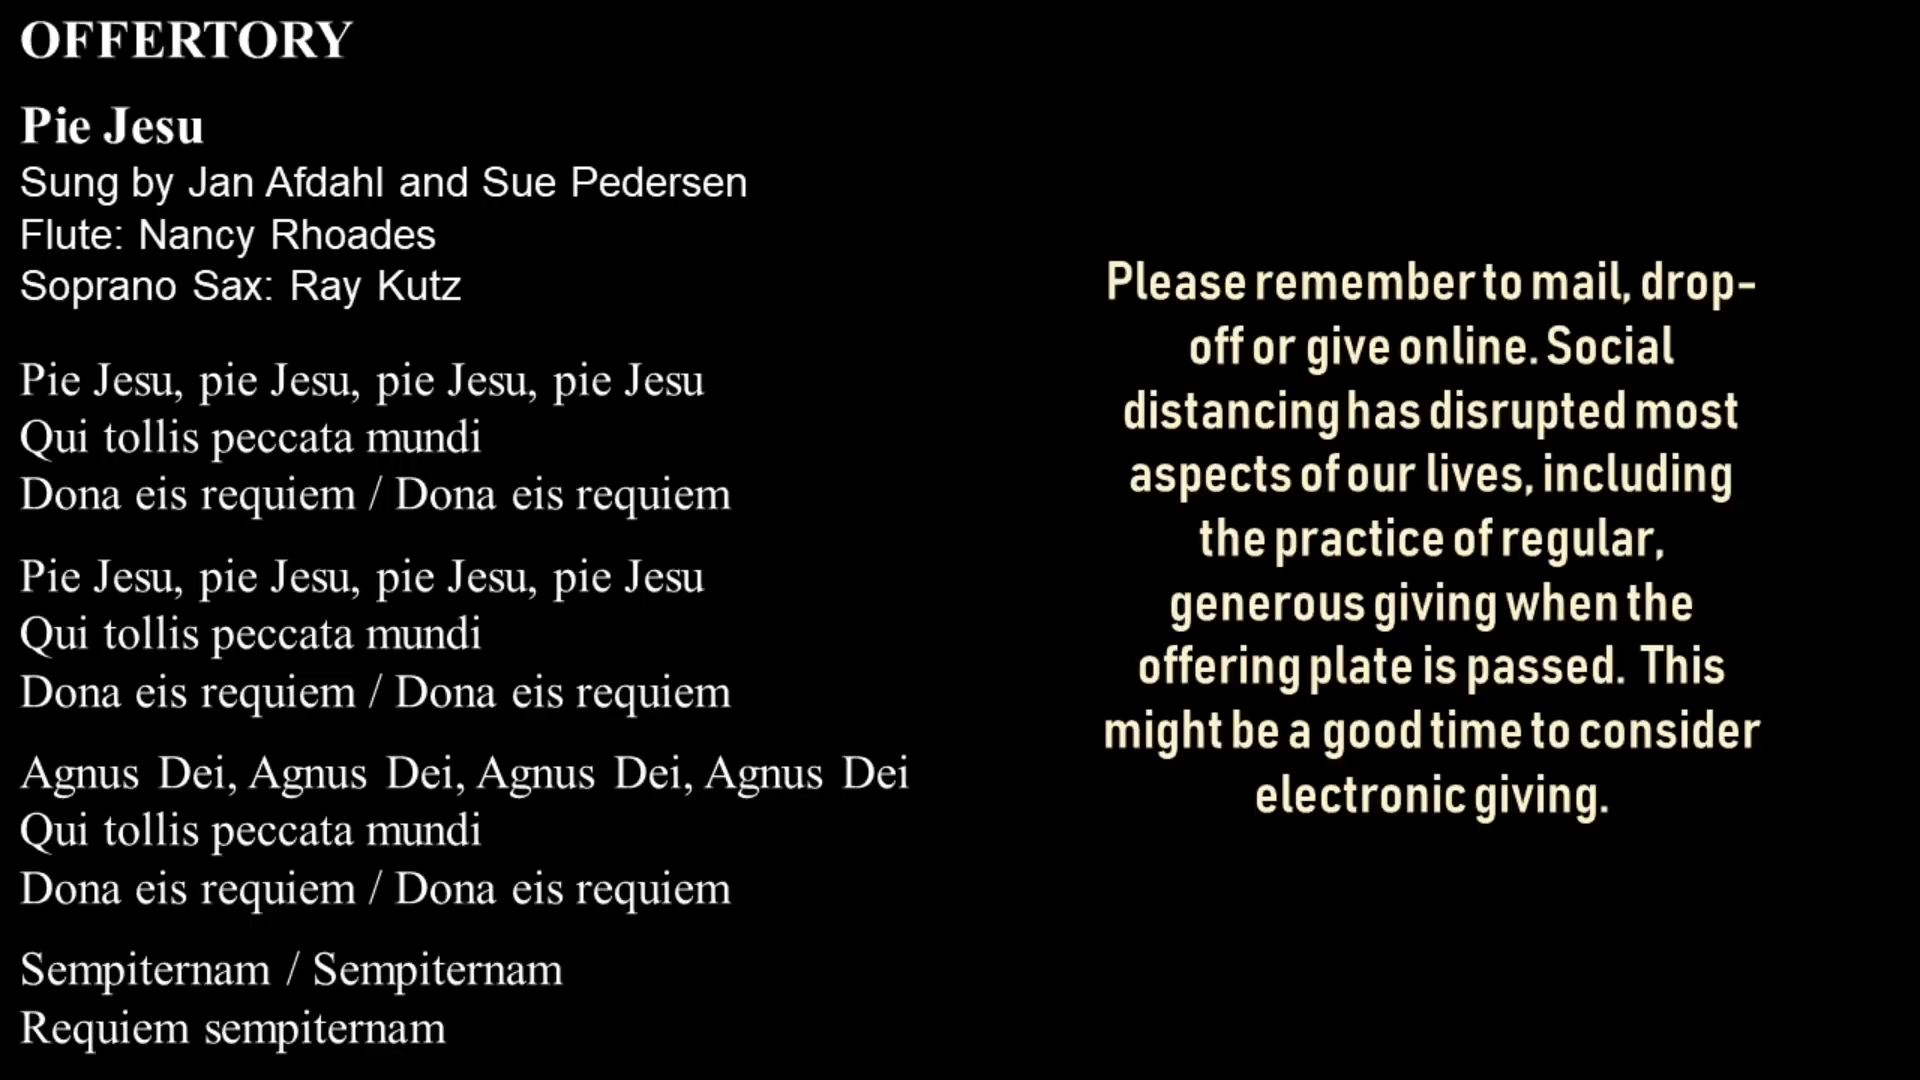 OFFERTORY
Pie Jesu
Sung by Jan Afdahl and Sue Pedersen
Flute: Nancy Rhoades
Soprano Sax: Ray Kutz
Pie Jesu, pie Jesu, pie Jesu, pie Jesu
Qui tollis peccata mundi
Dona eis requiem / Dona eis requiem
Pie Jesu, pie Jesu, pie Jesu, pie Jesu
Qui tollis peccata mundi
Dona eis requiem / Dona eis requiem
Agnus Dei, Agnus Dei, Agnus Dei, Agnus Dei
Qui tollis peccata mundi
Dona eis requiem / Dona eis requiem
Sempiternam / Sempiternam
Requiem sempiternam
Please remember to mail, drop-
off or give online. Social
distancing has disrupted most
aspects of our lives, including
the practice of regular,
generous giving when the
offering plate is passed. This
might be a good time to consider
electronic giving.